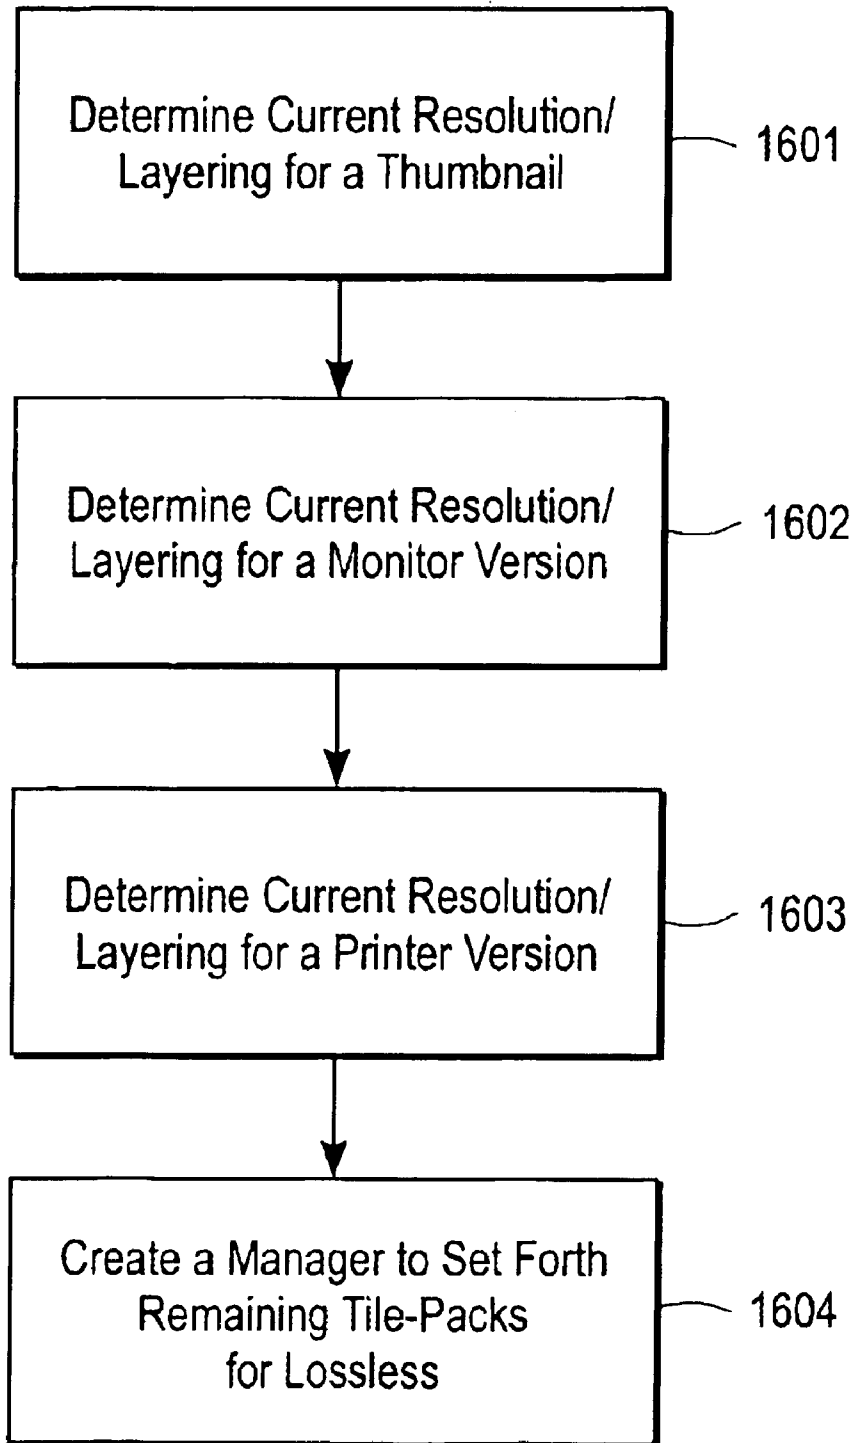 Determine Current Resolution/
Layering for a Thumbnail
1601
Determine Current Resolution/
Layering for a Monitor Version
1602
Determine Current Resolution/
Layering for a Printer Version
1603
Create a Manager to Set Forth
Remaining Tile-Packs
for Lossless
1604